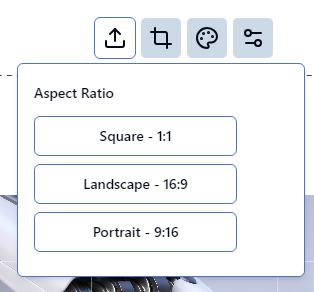 Aspect Ratio
Square - 1:1
Landscape - 16:9
Portrait - 9:16